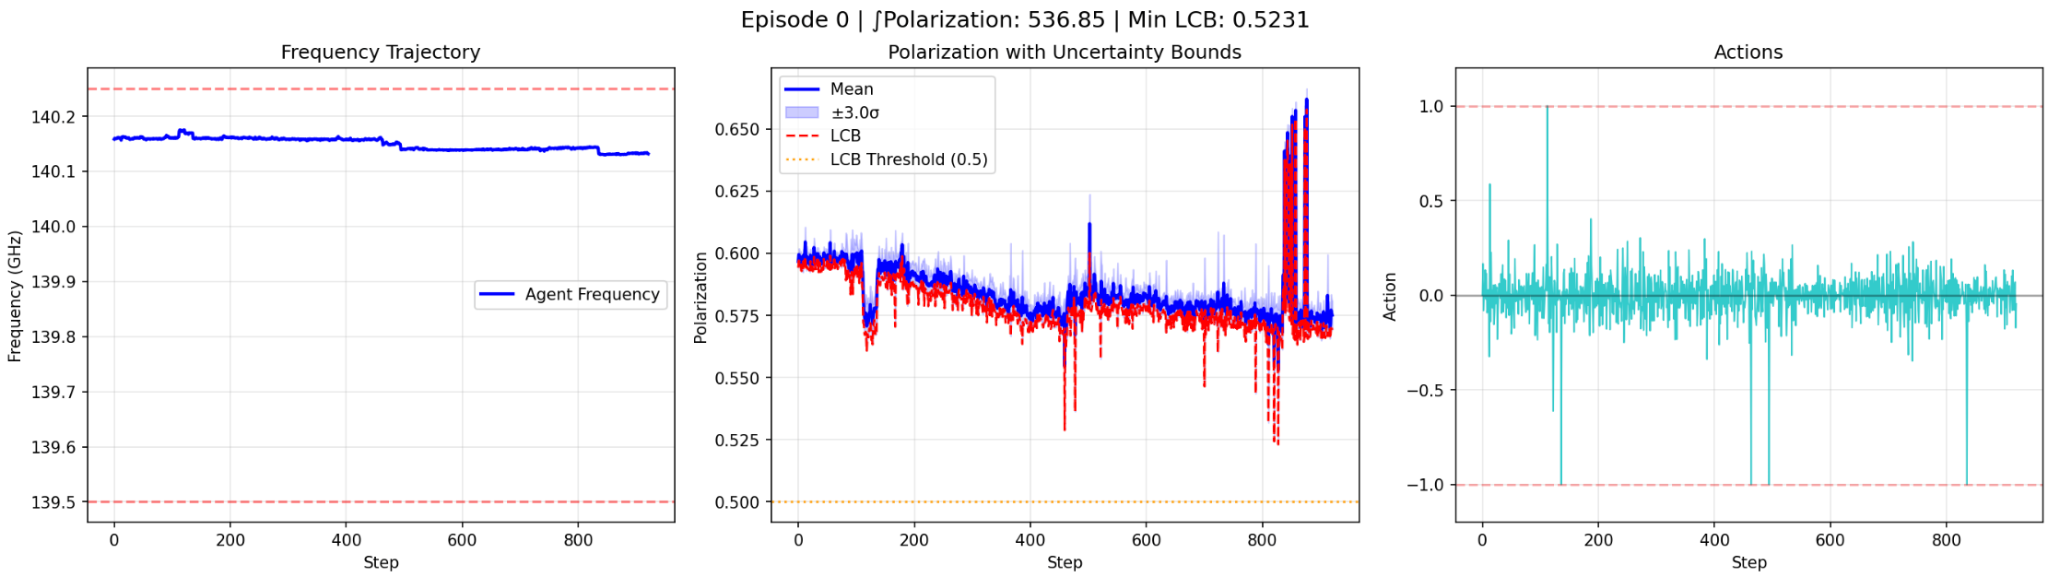 Episode 0 | ∫Polarization: 536.85 | Min LCB: 0.5231
Frequency Trajectory
Frequency (GHz)
140.2
140.1
140.0
139.9
139.8
139.7
139.6
139.5
Agent Frequency
0 200 400 600 800
Step
Polarization with Uncertainty Bounds
Polarization
0.650
0.625
0.600
0.575
0.550
0.525
0.500
Mean
±3.0σ
LCB
LCB Threshold (0.5)
0 200 400 600 800
Step
Actions
Action
1.0
0.5
0.0
−0.5
−1.0
0 200 400 600 800
Step